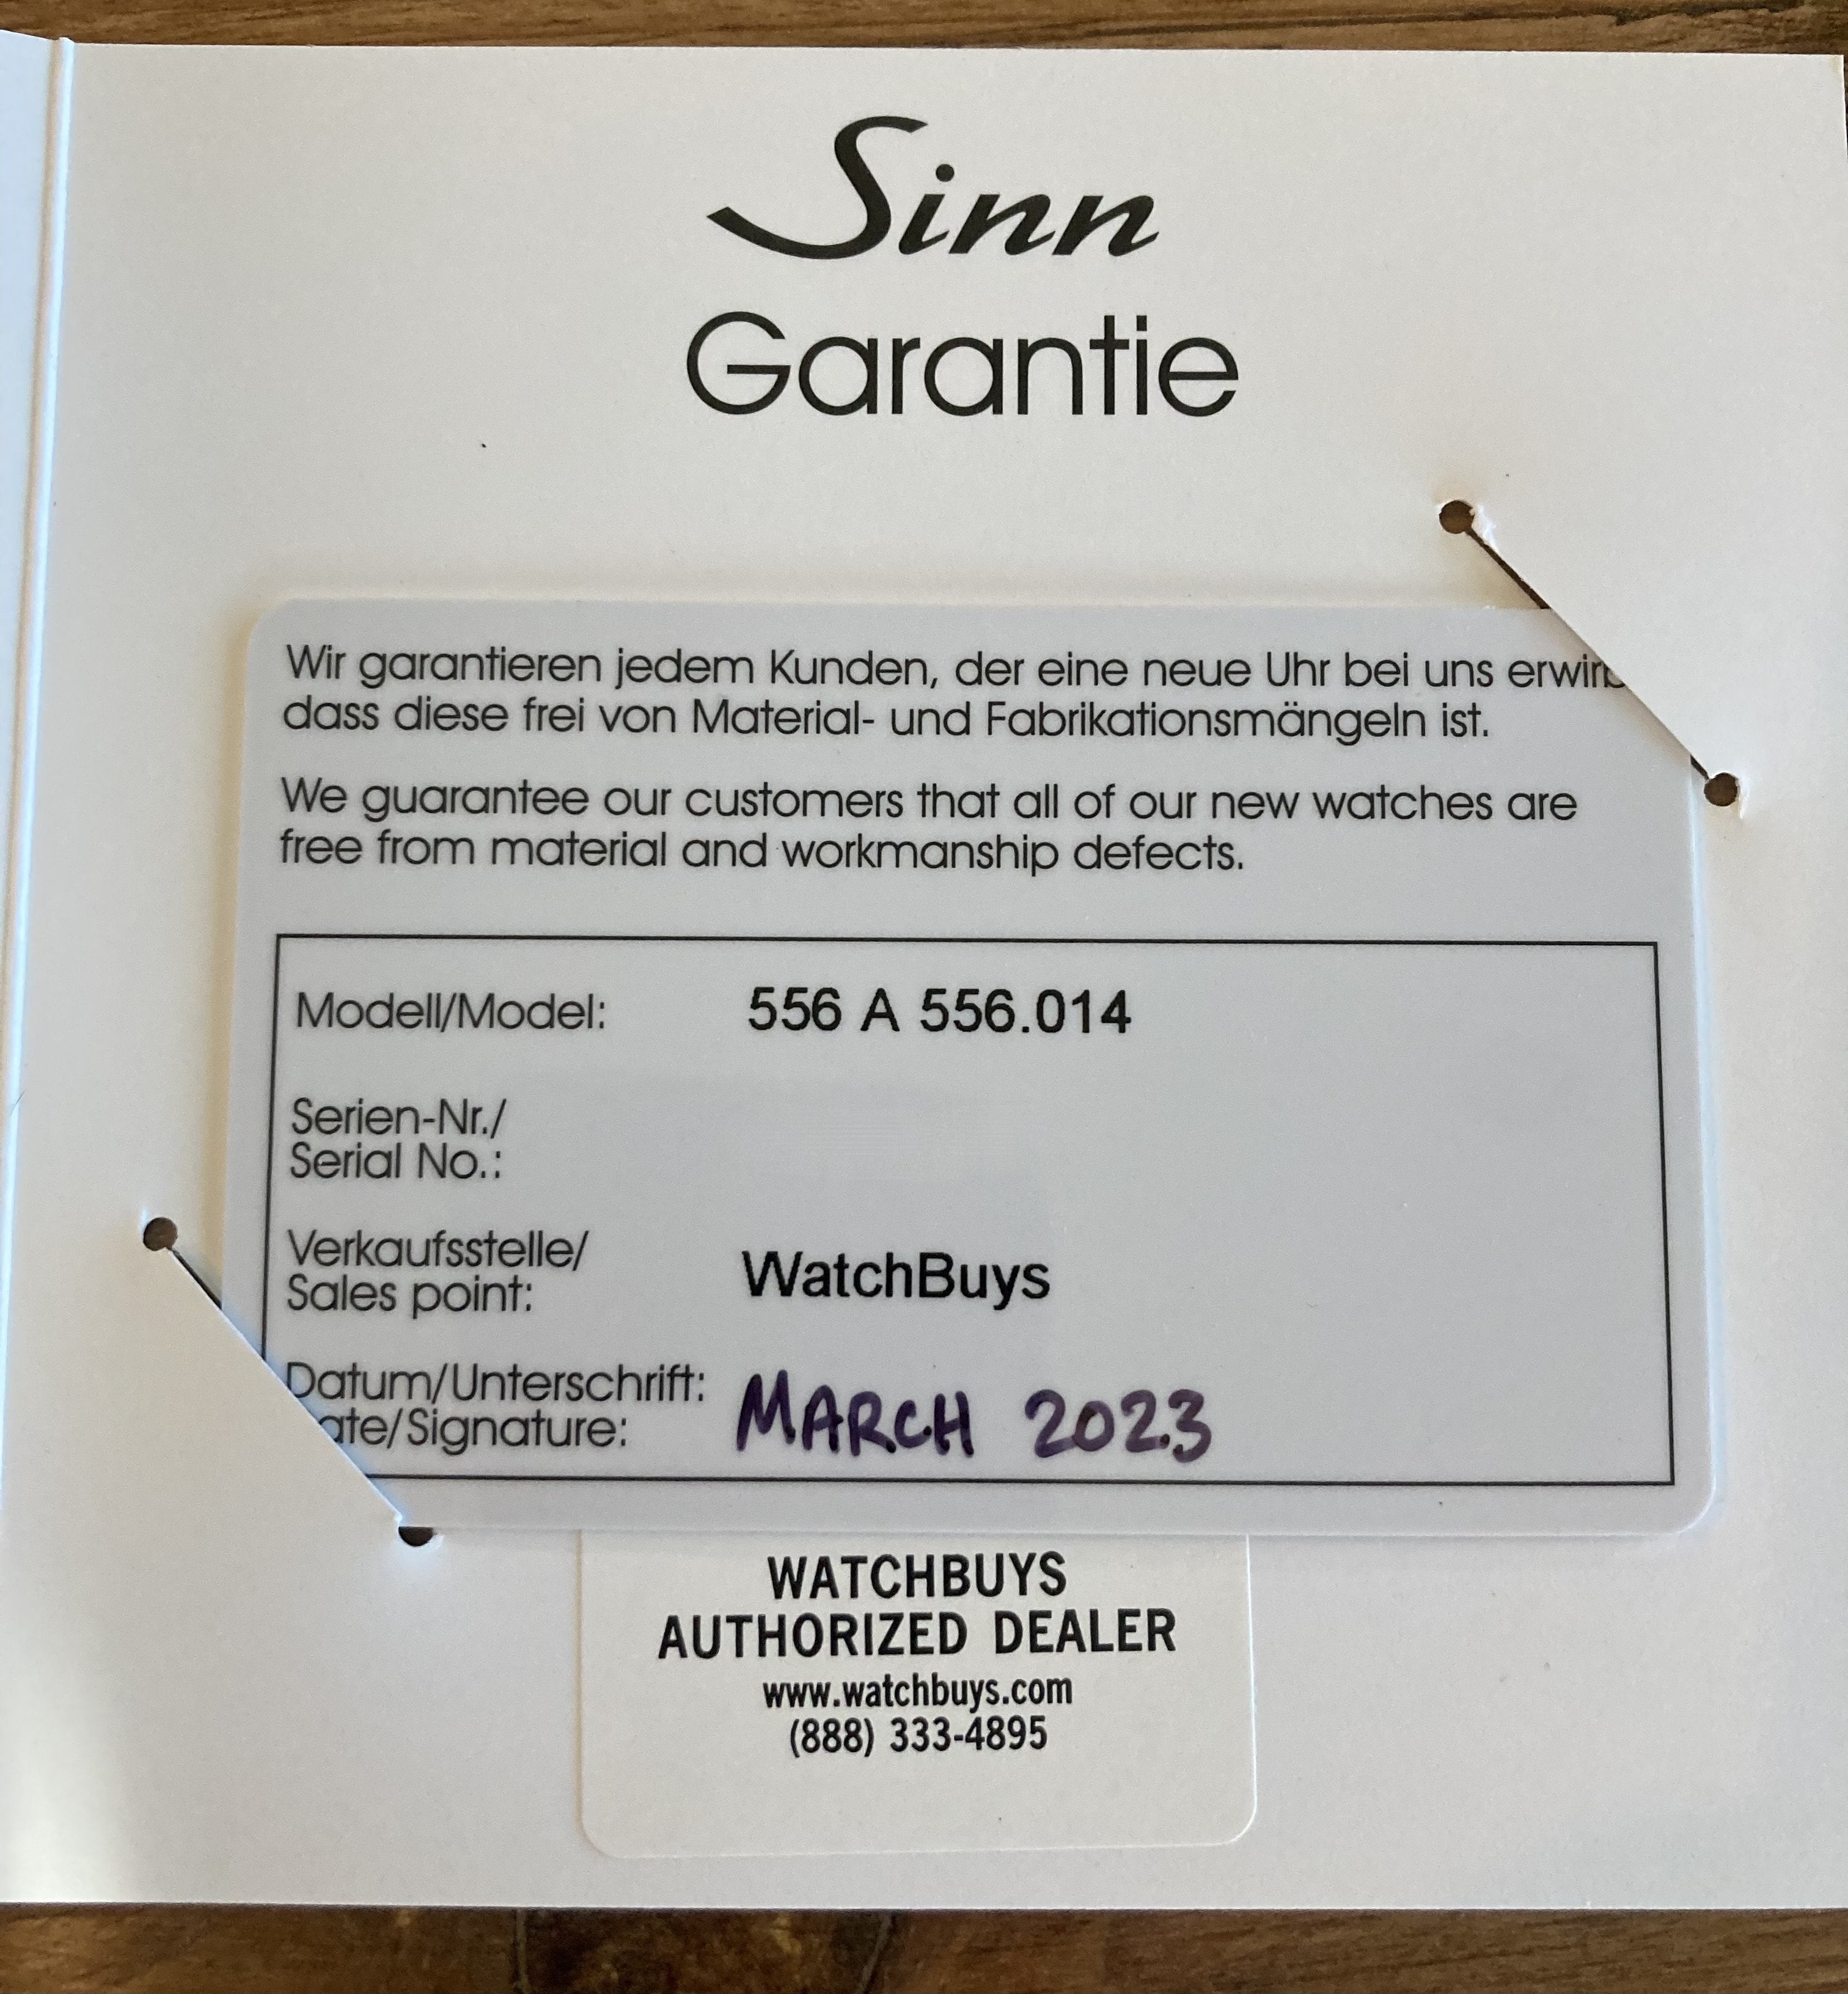 Sinn
Garantie
Wir garantieren jedem Kunden, der eine neue Uhr bei uns
dass diese frei von Material- und Fabrikationsmängeln ist.
We guarantee our customers that all of our new watches are
free from material and workmanship defects.
Modell/Model: 556 A 556.014
Serien-Nr./
Serial No.:
Verkaufsstelle/
Sales point: WatchBuys
Datum/Unterschrift: MARCH 2023
ate/Signature:
WATCHBUYS
AUTHORIZED DEALER
www.watchbuys.com
(888) 333-4895